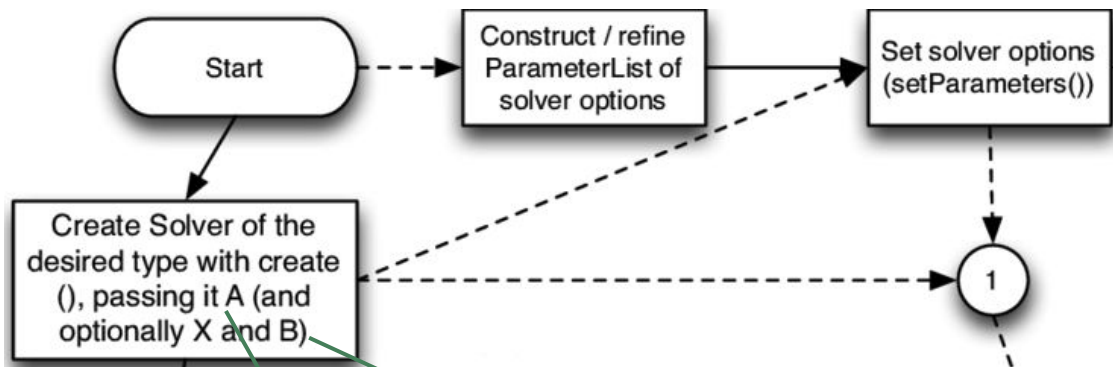 Start
Construct / refine
ParameterList of
solver options
Set solver options
(setParameters())
Create Solver of the
desired type with create
(), passing it A (and
optionally X and B)
1